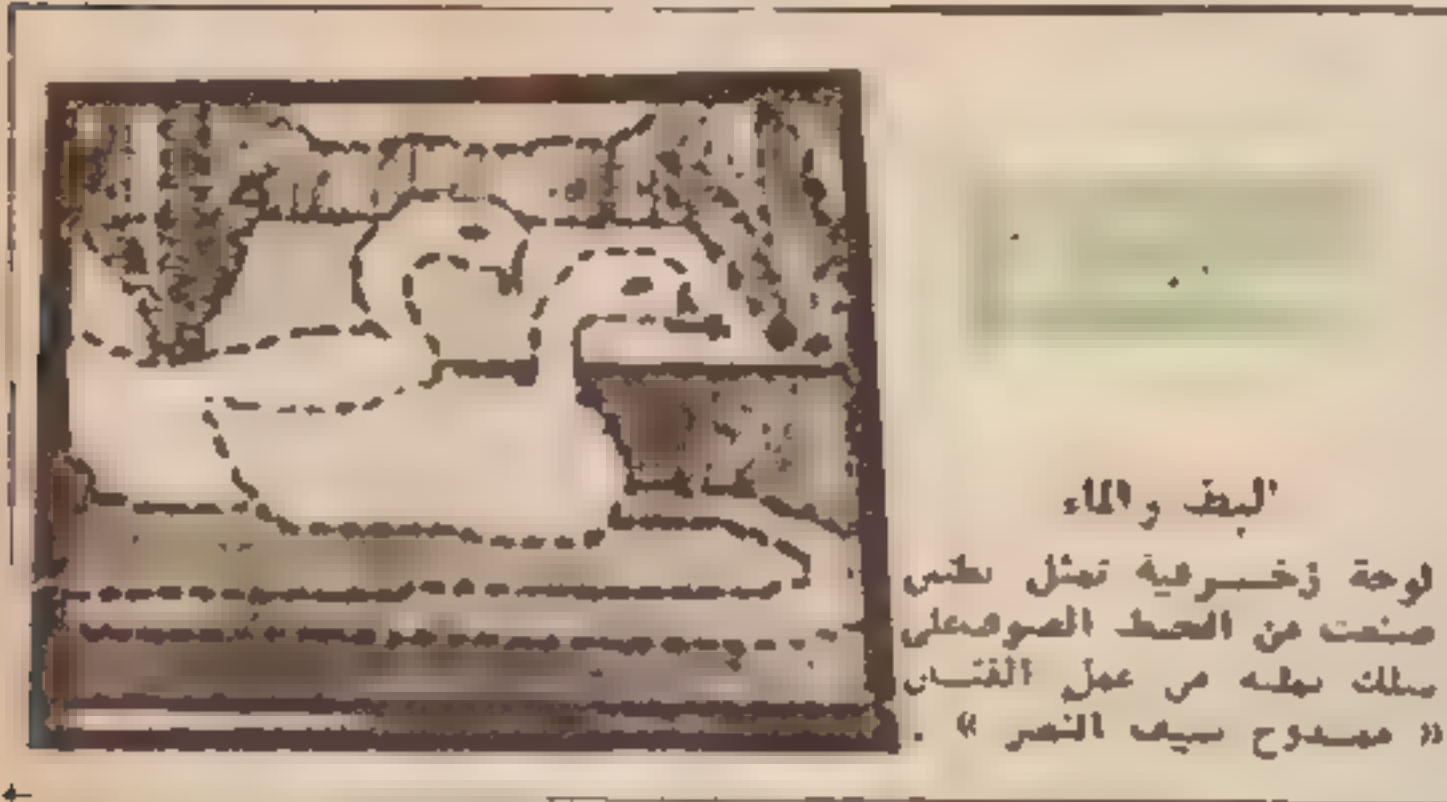 البط والماء
لوحة زخرفية تمثل بطتين
صنعت من الخيط الصوف على
سلك من عمل الفنان
« ممدوح سيف النصر » .